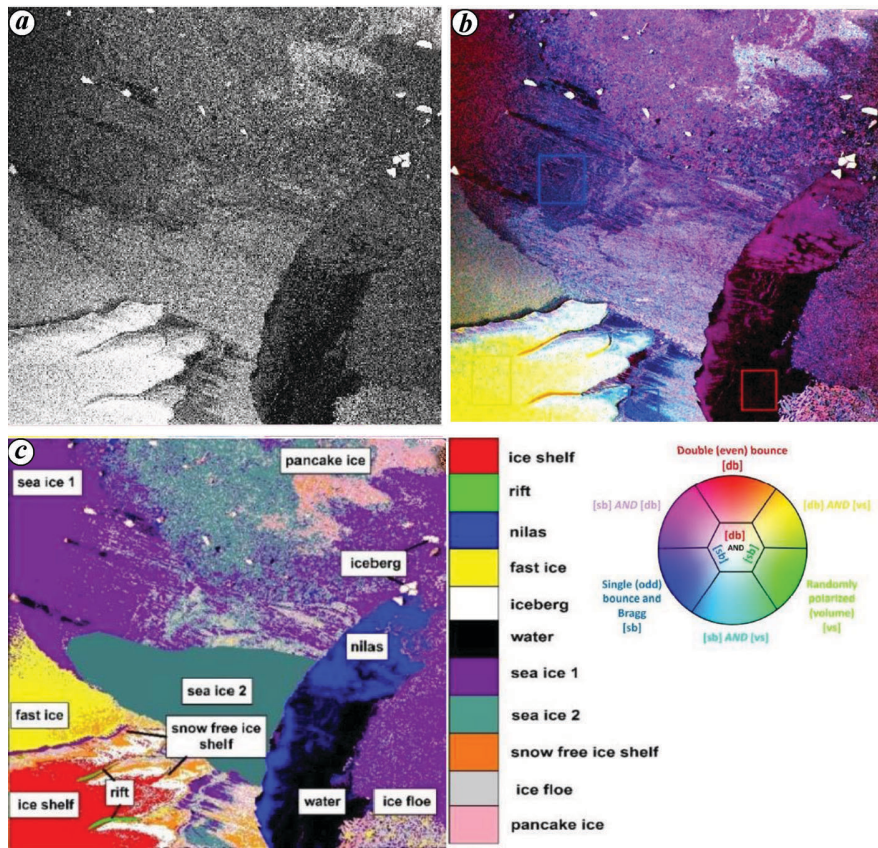 a
b
c
sea ice 1
pancake ice
iceberg
nilas
sea ice 2
fast ice
snow free ice
shelf
rift
ice shelf
water
ice floe
ice shelf
rift
nilas
fast ice
iceberg
water
sea ice 1
sea ice 2
snow free ice shelf
ice floe
pancake ice
Double (even) bounce
[db]
[sb] AND [db]
[db] AND [vs]
[db]
AND
[sb]
[sb]
Single (odd)
bounce and
Bragg
[sb]
Randomly
polarized
(volume)
[vs]
[sb] AND [vs]